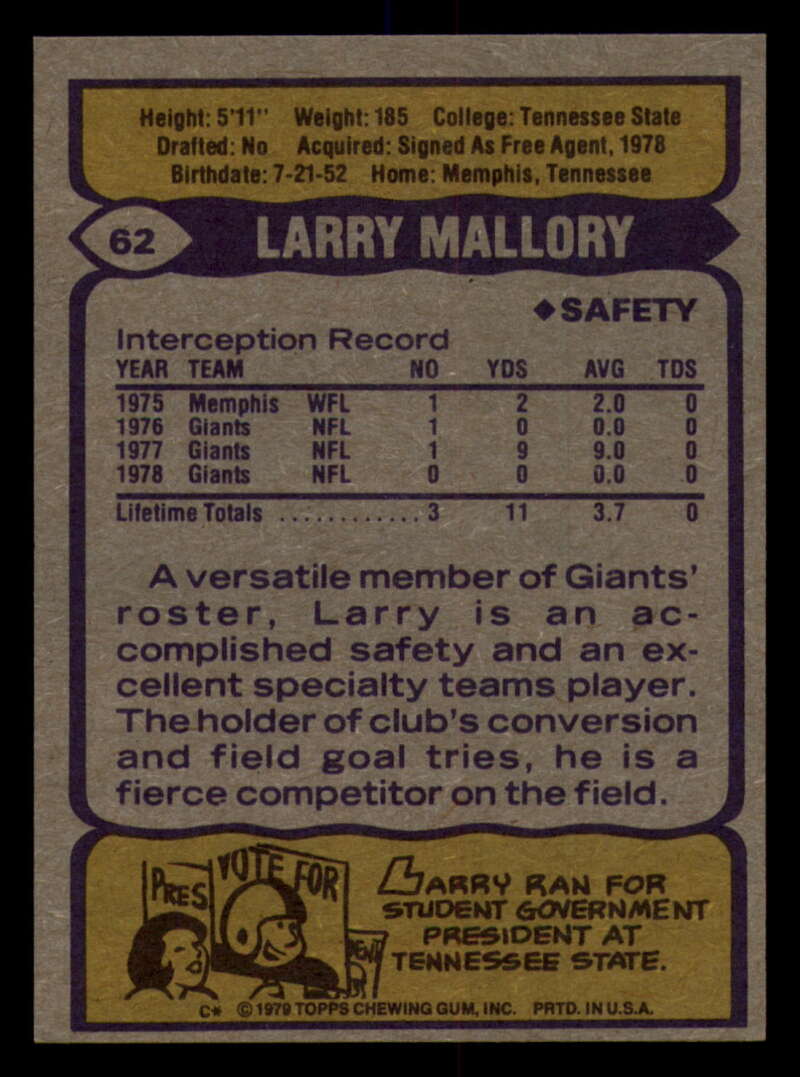 Height: 5'11" Weight: 185 College: Tennessee State
Drafted: No Acquired: Signed As Free Agent, 1978
Birthdate: 7-21-52 Home: Memphis, Tennessee
62 LARRY MALLORY
◆SAFETY
Interception Record
YEAR TEAM NO YDS AVG TDS
1975 Memphis WFL 1 2 2.0 0
1976 Giants NFL 1 0 0.0 0
1977 Giants NFL 1 9 9.0 0
1978 Giants NFL 0 0 0.0 0
Lifetime Totals ............ 3 11 3.7 0
A versatile member of Giants'
roster, Larry is an ac-
complished safety and an ex-
cellent specialty teams player.
The holder of club's conversion
and field goal tries, he is a
fierce competitor on the field.
PRES VOTE FOR
LARRY RAN FOR
STUDENT GOVERNMENT
PRESIDENT AT
TENNESSEE STATE.
C* © 1979 TOPPS CHEWING GUM, INC. PRTD. IN U.S.A.